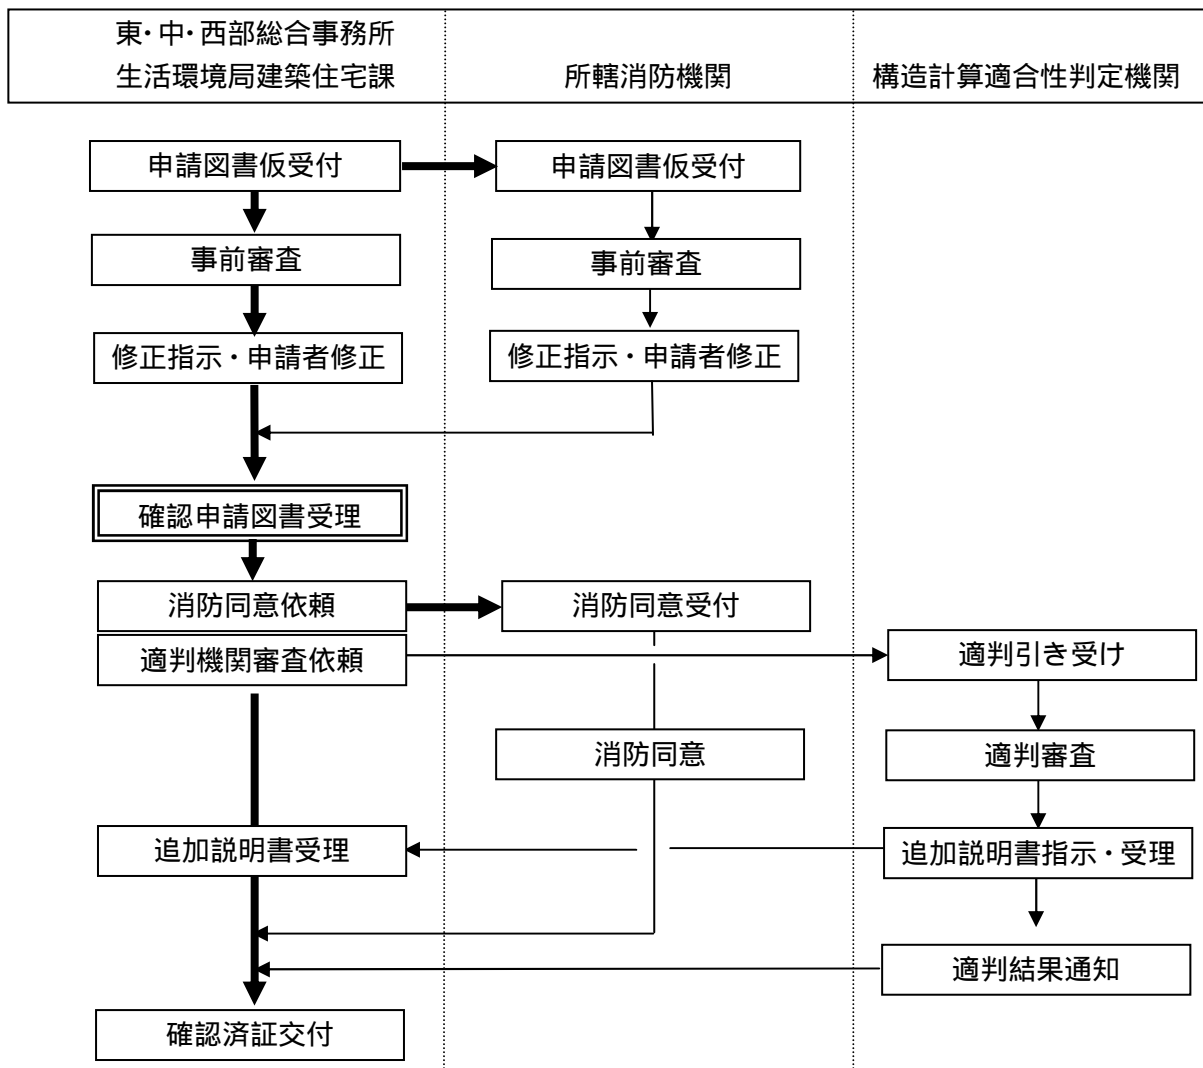 東・中・西部総合事務所
生活環境局建築住宅課
所轄消防機関
構造計算適合性判定機関
申請図書仮受付
申請図書仮受付
事前審査
事前審査
修正指示・申請者修正
修正指示・申請者修正
確認申請図書受理
消防同意依頼
消防同意受付
適判機関審査依頼
適判引き受け
消防同意
適判審査
追加説明書受理
追加説明書指示・受理
適判結果通知
確認済証交付